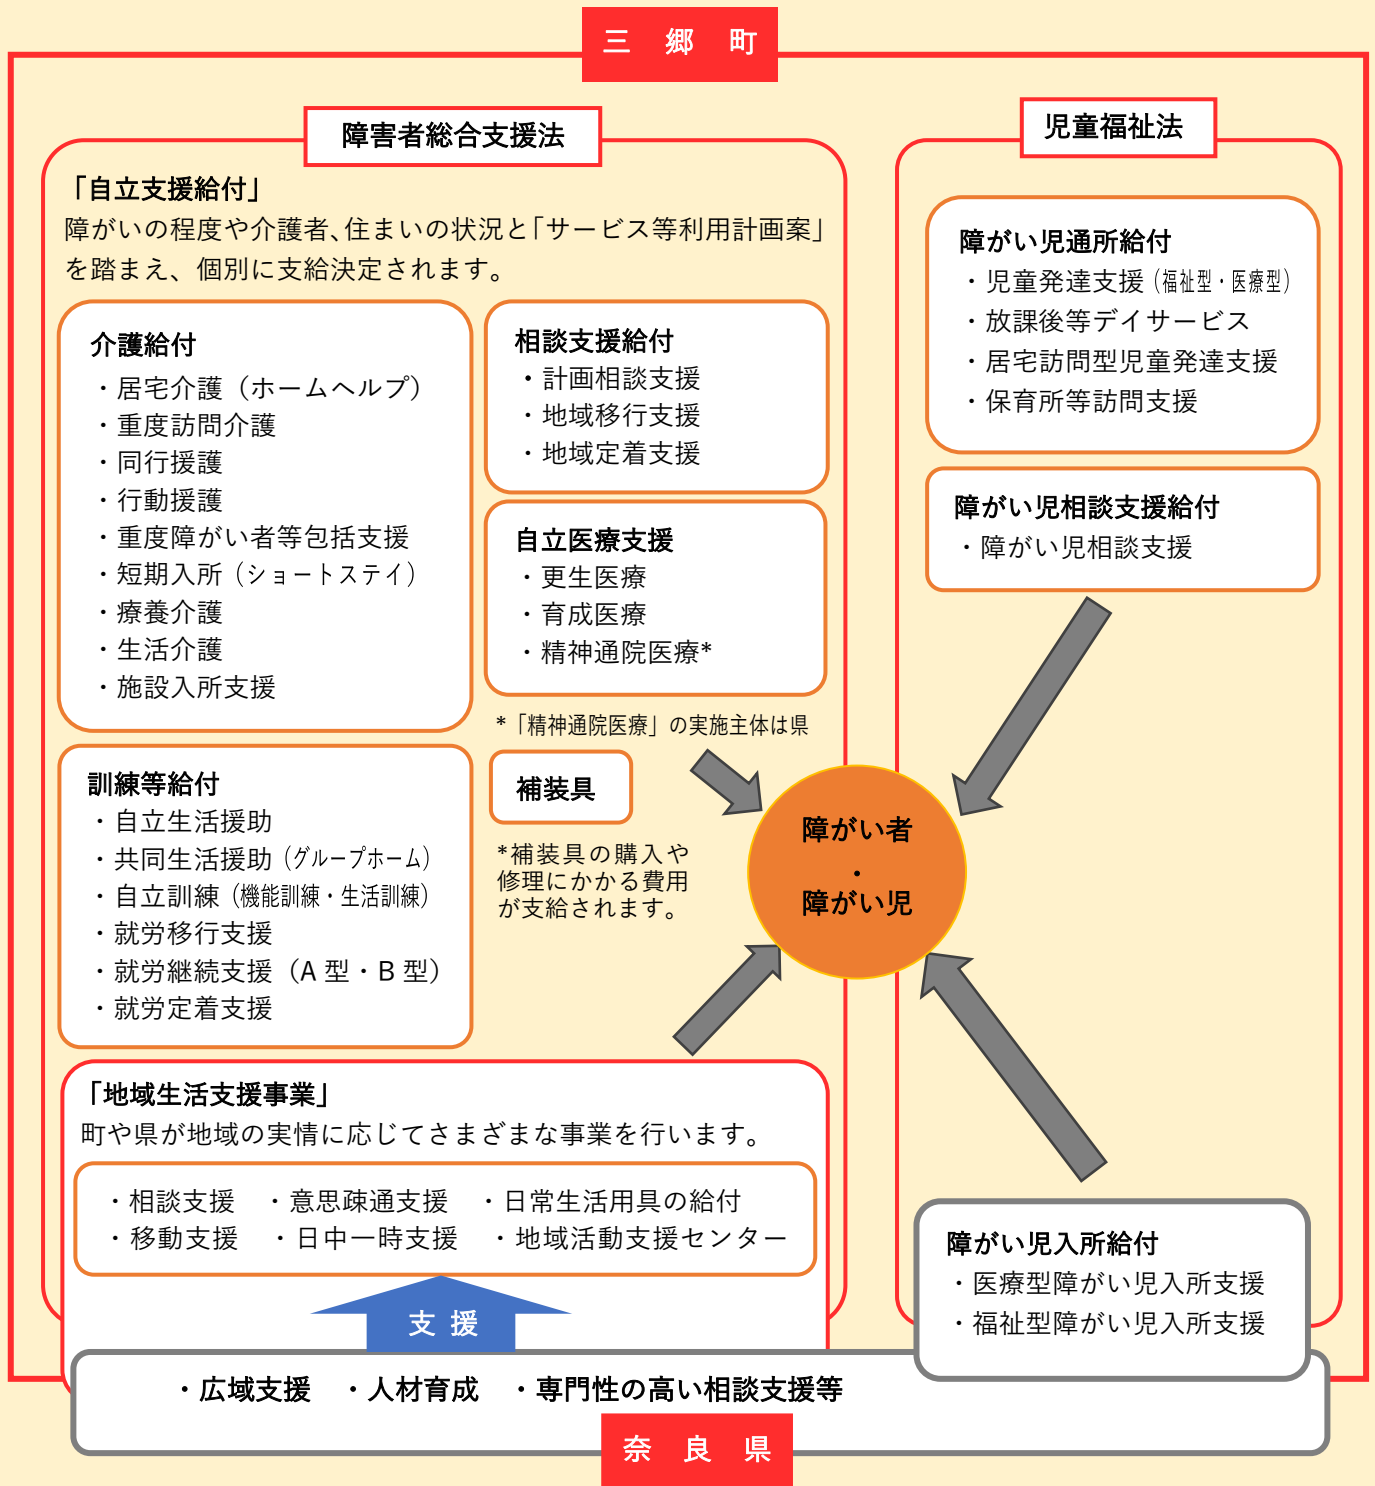 三　郷　町
障害者総合支援法
「自立支援給付」
障がいの程度や介護者、住まいの状況と「サービス等利用計画案」
を踏まえ、個別に支給決定されます。
介護給付
・居宅介護（ホームヘルプ）
・重度訪問介護
・同行援護
・行動援護
・重度障がい者等包括支援
・短期入所（ショートステイ）
・療養介護
・生活介護
・施設入所支援
訓練等給付
・自立生活援助
・共同生活援助（グループホーム）
・自立訓練（機能訓練・生活訓練）
・就労移行支援
・就労継続支援（A 型・B 型）
・就労定着支援
相談支援給付
・計画相談支援
・地域移行支援
・地域定着支援
自立医療支援
・更生医療
・育成医療
・精神通院医療*
*「精神通院医療」の実施主体は県
補装具
*補装具の購入や
修理にかかる費用
が支給されます。
「地域生活支援事業」
町や県が地域の実情に応じてさまざまな事業を行います。
・相談支援　・意思疎通支援　・日常生活用具の給付
・移動支援　・日中一時支援　・地域活動支援センター
支 援
児童福祉法
障がい児通所給付
・児童発達支援（福祉型・医療型）
・放課後等デイサービス
・居宅訪問型児童発達支援
・保育所等訪問支援
障がい児相談支援給付
・障がい児相談支援
障がい者
・
障がい児
障がい児入所給付
・医療型障がい児入所支援
・福祉型障がい児入所支援
・広域支援　・人材育成　・専門性の高い相談支援等
奈　良　県